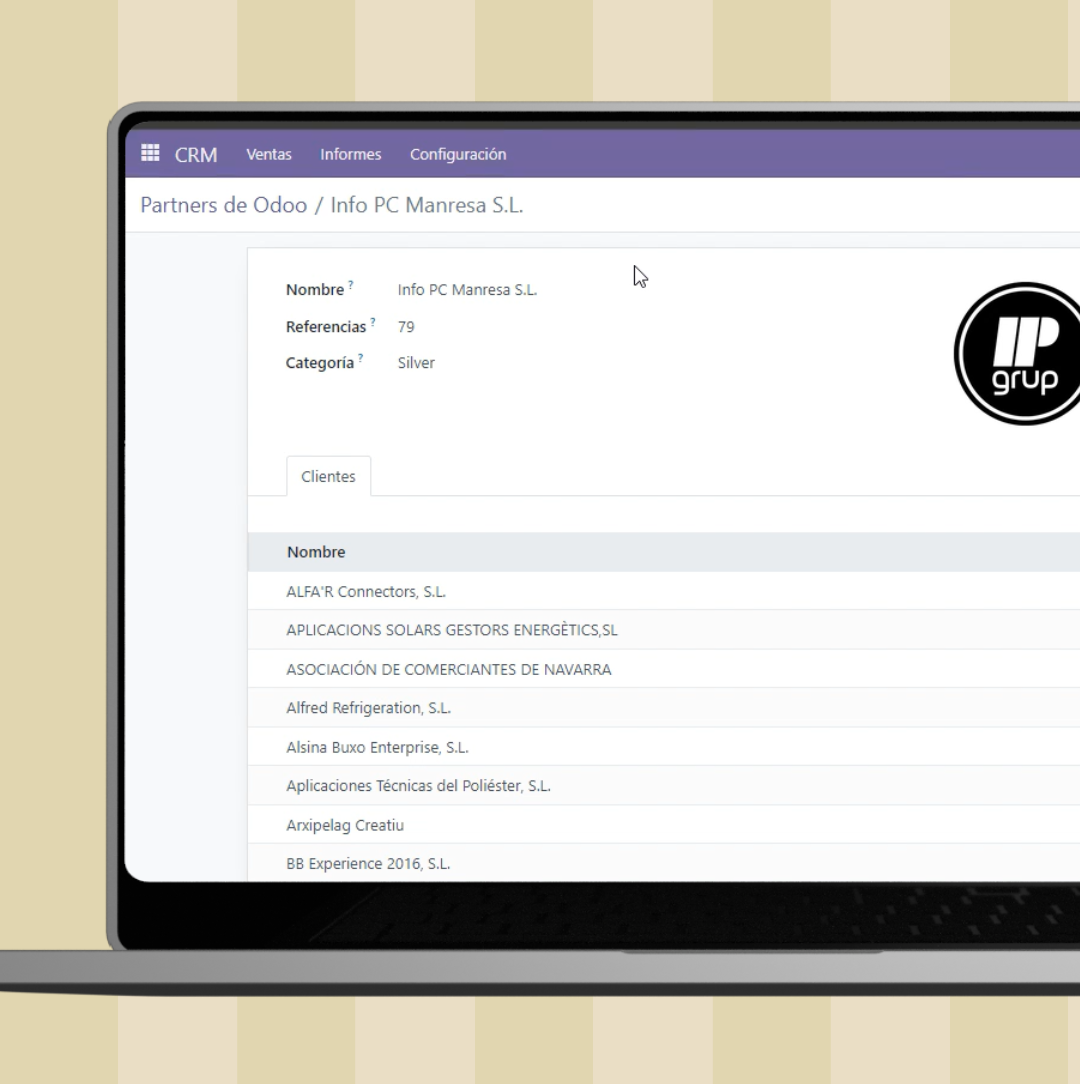 CRM Ventas Informes Configuración
Partners de Odoo / Info PC Manresa S.L.
Nombre ? Info PC Manresa S.L.
Referencias ? 79
Categoría ? Silver
IP
grup
Clientes
Nombre
ALFA'R Connectors, S.L.
APLICACIONS SOLARS GESTORS ENERGÈTICS,SL
ASOCIACIÓN DE COMERCIANTES DE NAVARRA
Alfred Refrigeration, S.L.
Alsina Buxo Enterprise, S.L.
Aplicaciones Técnicas del Poliéster, S.L.
Arxipelag Creatiu
BB Experience 2016, S.L.